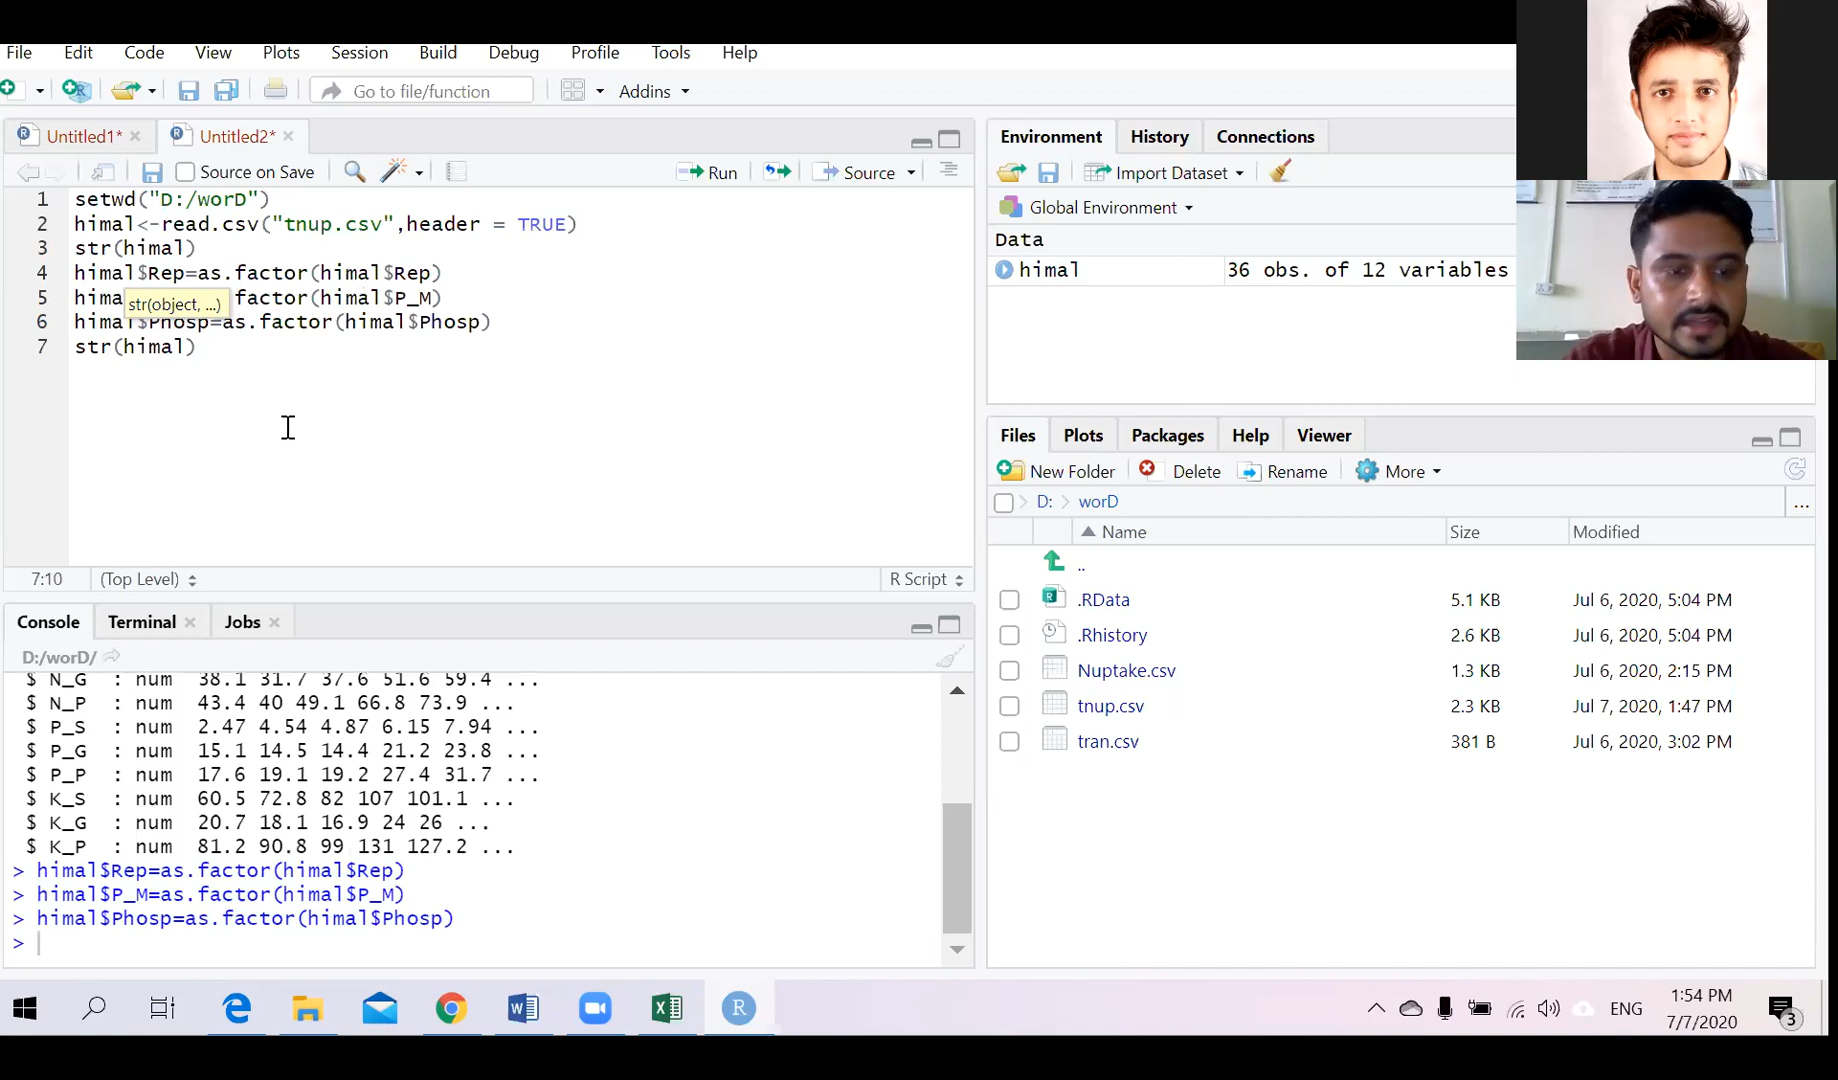 File Edit Code View Plots Session Build Debug Profile Tools Help
Go to file/function Addins
Untitled1* Untitled2*
Source on Save Run Source
1 setwd("D:/worD")
2 himal<-read.csv("tnup.csv",header = TRUE)
3 str(himal)
4 himal$Rep=as.factor(himal$Rep)
5 hima factor(himal$P_M)
str(object, ...)
6 himal$Phosp=as.factor(himal$Phosp)
7 str(himal)
7:10 (Top Level) R Script
Console Terminal Jobs
D:/worD/
$ N_G : num 38.1 31.7 37.6 51.6 59.4 ...
$ N_P : num 43.4 40 49.1 66.8 73.9 ...
$ P_S : num 2.47 4.54 4.87 6.15 7.94 ...
$ P_G : num 15.1 14.5 14.4 21.2 23.8 ...
$ P_P : num 17.6 19.1 19.2 27.4 31.7 ...
$ K_S : num 60.5 72.8 82 107 101.1 ...
$ K_G : num 20.7 18.1 16.9 24 26 ...
$ K_P : num 81.2 90.8 99 131 127.2 ...
> himal$Rep=as.factor(himal$Rep)
> himal$P_M=as.factor(himal$P_M)
> himal$Phosp=as.factor(himal$Phosp)
>
Environment History Connections
Import Dataset
Global Environment
Data
himal 36 obs. of 12 variables
Files Plots Packages Help Viewer
New Folder Delete Rename More
D: worD ...
Name Size Modified
..
.RData 5.1 KB Jul 6, 2020, 5:04 PM
.Rhistory 2.6 KB Jul 6, 2020, 5:04 PM
Nuptake.csv 1.3 KB Jul 6, 2020, 2:15 PM
tnup.csv 2.3 KB Jul 7, 2020, 1:47 PM
tran.csv 381 B Jul 6, 2020, 3:02 PM
ENG
1:54 PM
7/7/2020
3